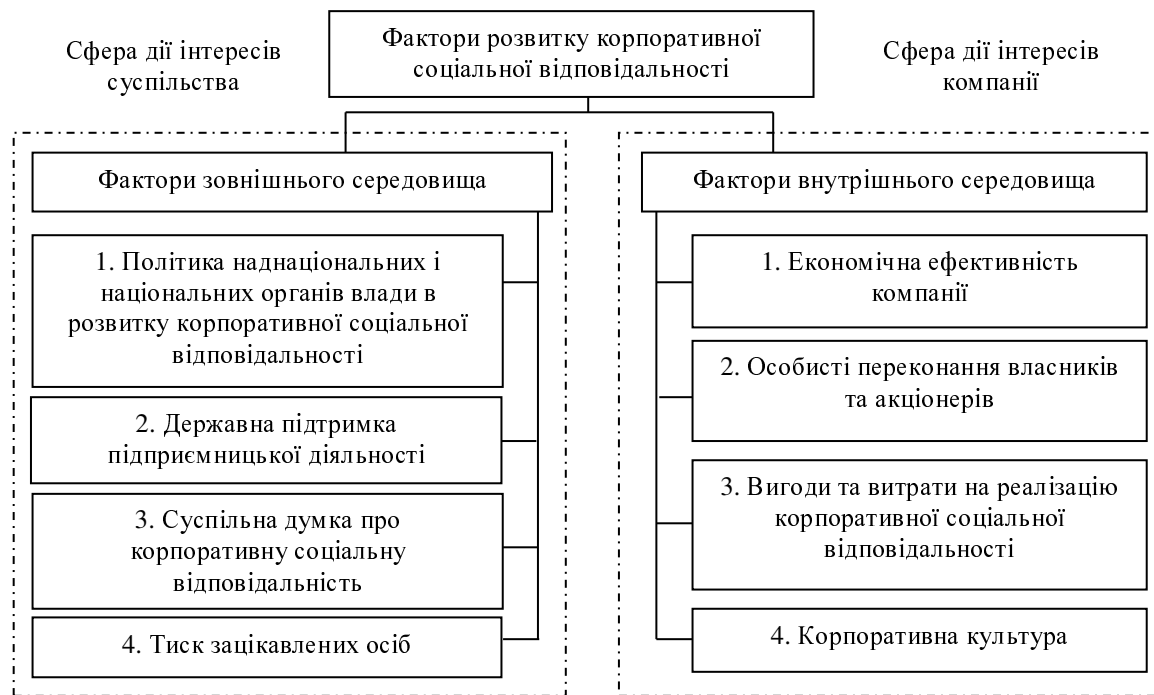 Сфера дії інтересів
суспільства
Фактори розвитку корпоративної
соціальної відповідальності
Сфера дії інтересів
компанії
Фактори зовнішнього середовища
1. Політика наднаціональних і
національних органів влади в
розвитку корпоративної соціальної
відповідальності
2. Державна підтримка
підприємницької діяльності
3. Суспільна думка про
корпоративну соціальну
відповідальність
4. Тиск зацікавлених осіб
Фактори внутрішнього середовища
1. Економічна ефективність
компанії
2. Особисті переконання власників
та акціонерів
3. Вигоди та витрати на реалізацію
корпоративної соціальної
відповідальності
4. Корпоративна культура